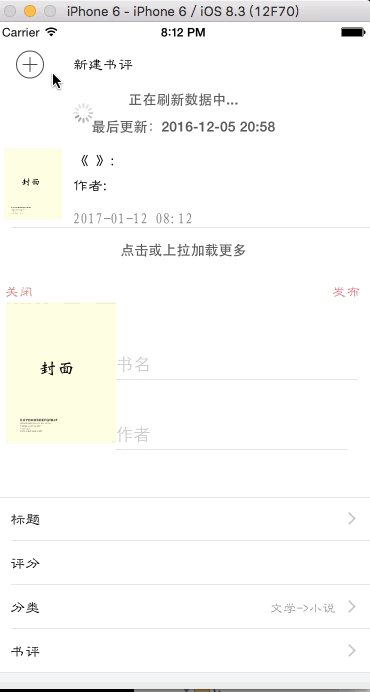 iPhone 6 - iPhone 6 / iOS 8.3 (12F70)
Carrier 8:12 PM
新建书评
正在刷新数据中...
最后更新：2016-12-05 20:58
封面
《 》:
作者:
2017-01-12 08:12
点击或上拉加载更多
关闭 发布
封面
书名
作者
标题
评分
分类 文学->小说
书评